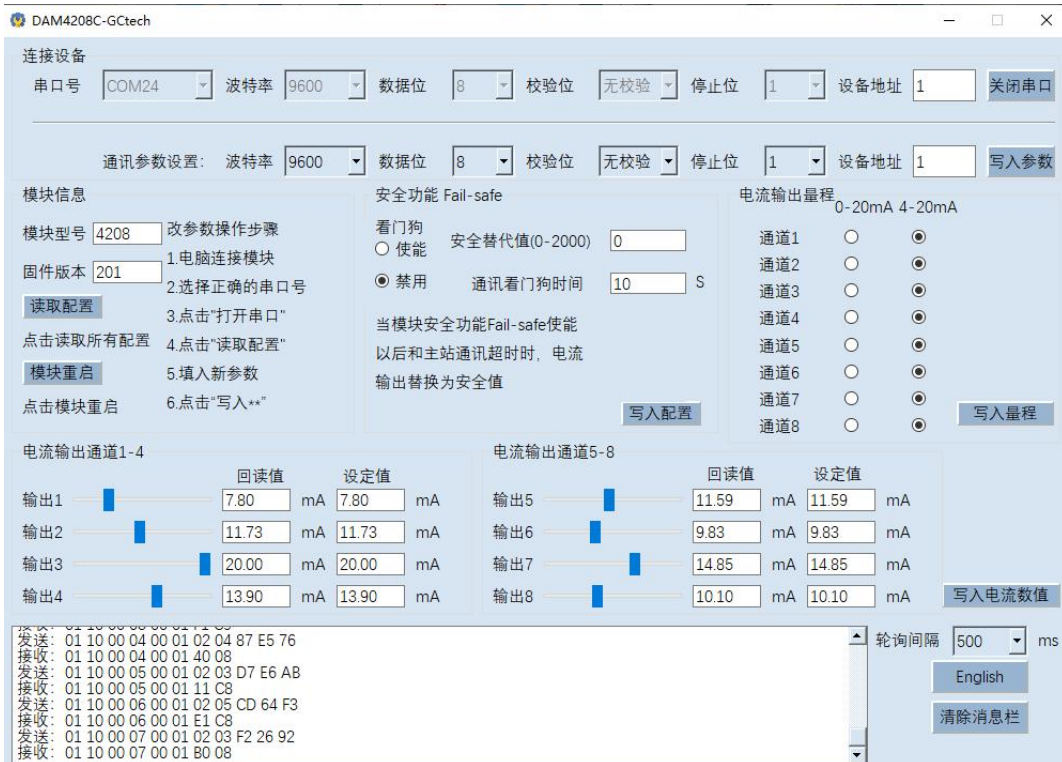 DAM4208C-GCtech
连接设备
串口号 COM24 波特率 9600 数据位 8 校验位 无校验 停止位 1 设备地址 1 关闭串口
通讯参数设置： 波特率 9600 数据位 8 校验位 无校验 停止位 1 设备地址 1 写入参数
模块信息
模块型号 4208
固件版本 201
读取配置
点击读取所有配置
模块重启
点击模块重启
改参数操作步骤
1.电脑连接模块
2.选择正确的串口号
3.点击"打开串口"
4.点击"读取配置"
5.填入新参数
6.点击“写入**”
安全功能 Fail-safe
看门狗
使能 安全替代值(0-2000) 0
禁用 通讯看门狗时间 10 S
当模块安全功能Fail-safe使能
以后和主站通讯超时时，电流
输出替换为安全值
写入配置
电流输出量程
0-20mA 4-20mA
通道1
通道2
通道3
通道4
通道5
通道6
通道7
通道8
写入量程
电流输出通道1-4
回读值 设定值
输出1 7.80 mA 7.80 mA
输出2 11.73 mA 11.73 mA
输出3 20.00 mA 20.00 mA
输出4 13.90 mA 13.90 mA
电流输出通道5-8
回读值 设定值
输出5 11.59 mA 11.59 mA
输出6 9.83 mA 9.83 mA
输出7 14.85 mA 14.85 mA
输出8 10.10 mA 10.10 mA
写入电流数值
发送： 01 10 00 04 00 01 02 04 87 E5 76
接收： 01 10 00 04 00 01 40 08
发送： 01 10 00 05 00 01 02 03 D7 E6 AB
接收： 01 10 00 05 00 01 11 C8
发送： 01 10 00 06 00 01 02 05 CD 64 F3
接收： 01 10 00 06 00 01 E1 C8
发送： 01 10 00 07 00 01 02 03 F2 26 92
接收： 01 10 00 07 00 01 B0 08
轮询间隔 500 ms
English
清除消息栏